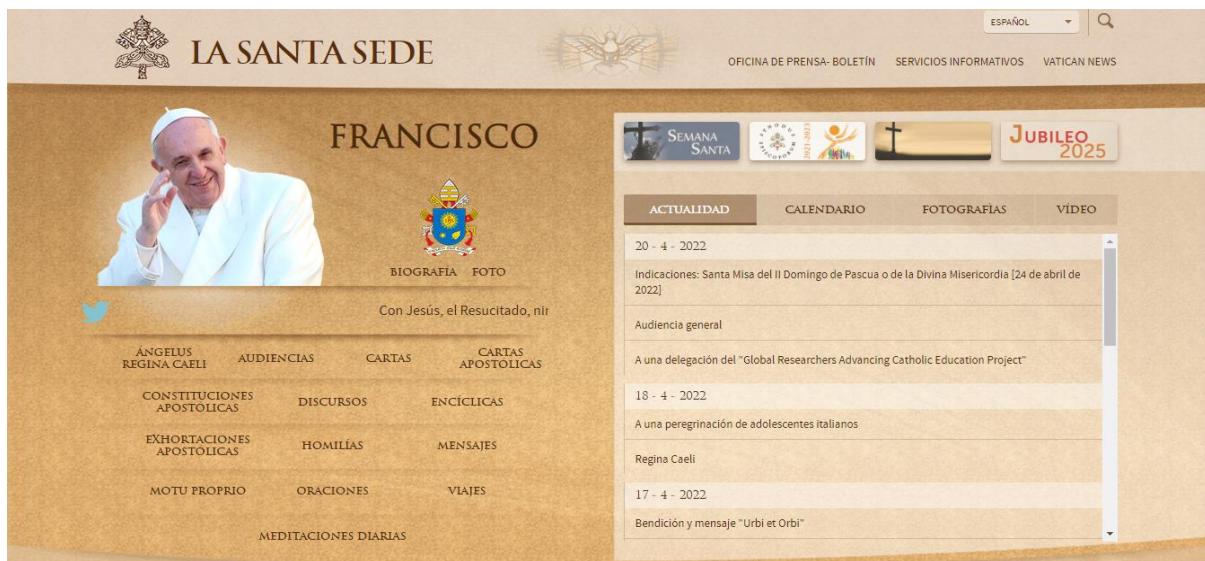 ESPAÑOL
LA SANTA SEDE
OFICINA DE PRENSA- BOLETÍN
SERVICIOS INFORMATIVOS
VATICAN NEWS
FRANCISCO
BIOGRAFÍA
FOTO
Con Jesús, el Resucitado, nin
ÁNGELUS
REGINA CAELI
AUDIENCIAS
CARTAS
CARTAS
APOSTÓLICAS
CONSTITUCIONES
APOSTÓLICAS
DISCURSOS
ENCÍCLICAS
EXHORTACIONES
APOSTÓLICAS
HOMILÍAS
MENSAJES
MOTU PROPRIO
ORACIONES
VIAJES
MEDITACIONES DIARIAS
SEMANA
SANTA
SYNODUS
EPISCOPORUM
2021-2023
JUBILEO
2025
ACTUALIDAD
CALENDARIO
FOTOGRAFÍAS
VÍDEO
20 - 4 - 2022
Indicaciones: Santa Misa del II Domingo de Pascua o de la Divina Misericordia [24 de abril de
2022]
Audiencia general
A una delegación del "Global Researchers Advancing Catholic Education Project"
18 - 4 - 2022
A una peregrinación de adolescentes italianos
Regina Caeli
17 - 4 - 2022
Bendición y mensaje "Urbi et Orbi"